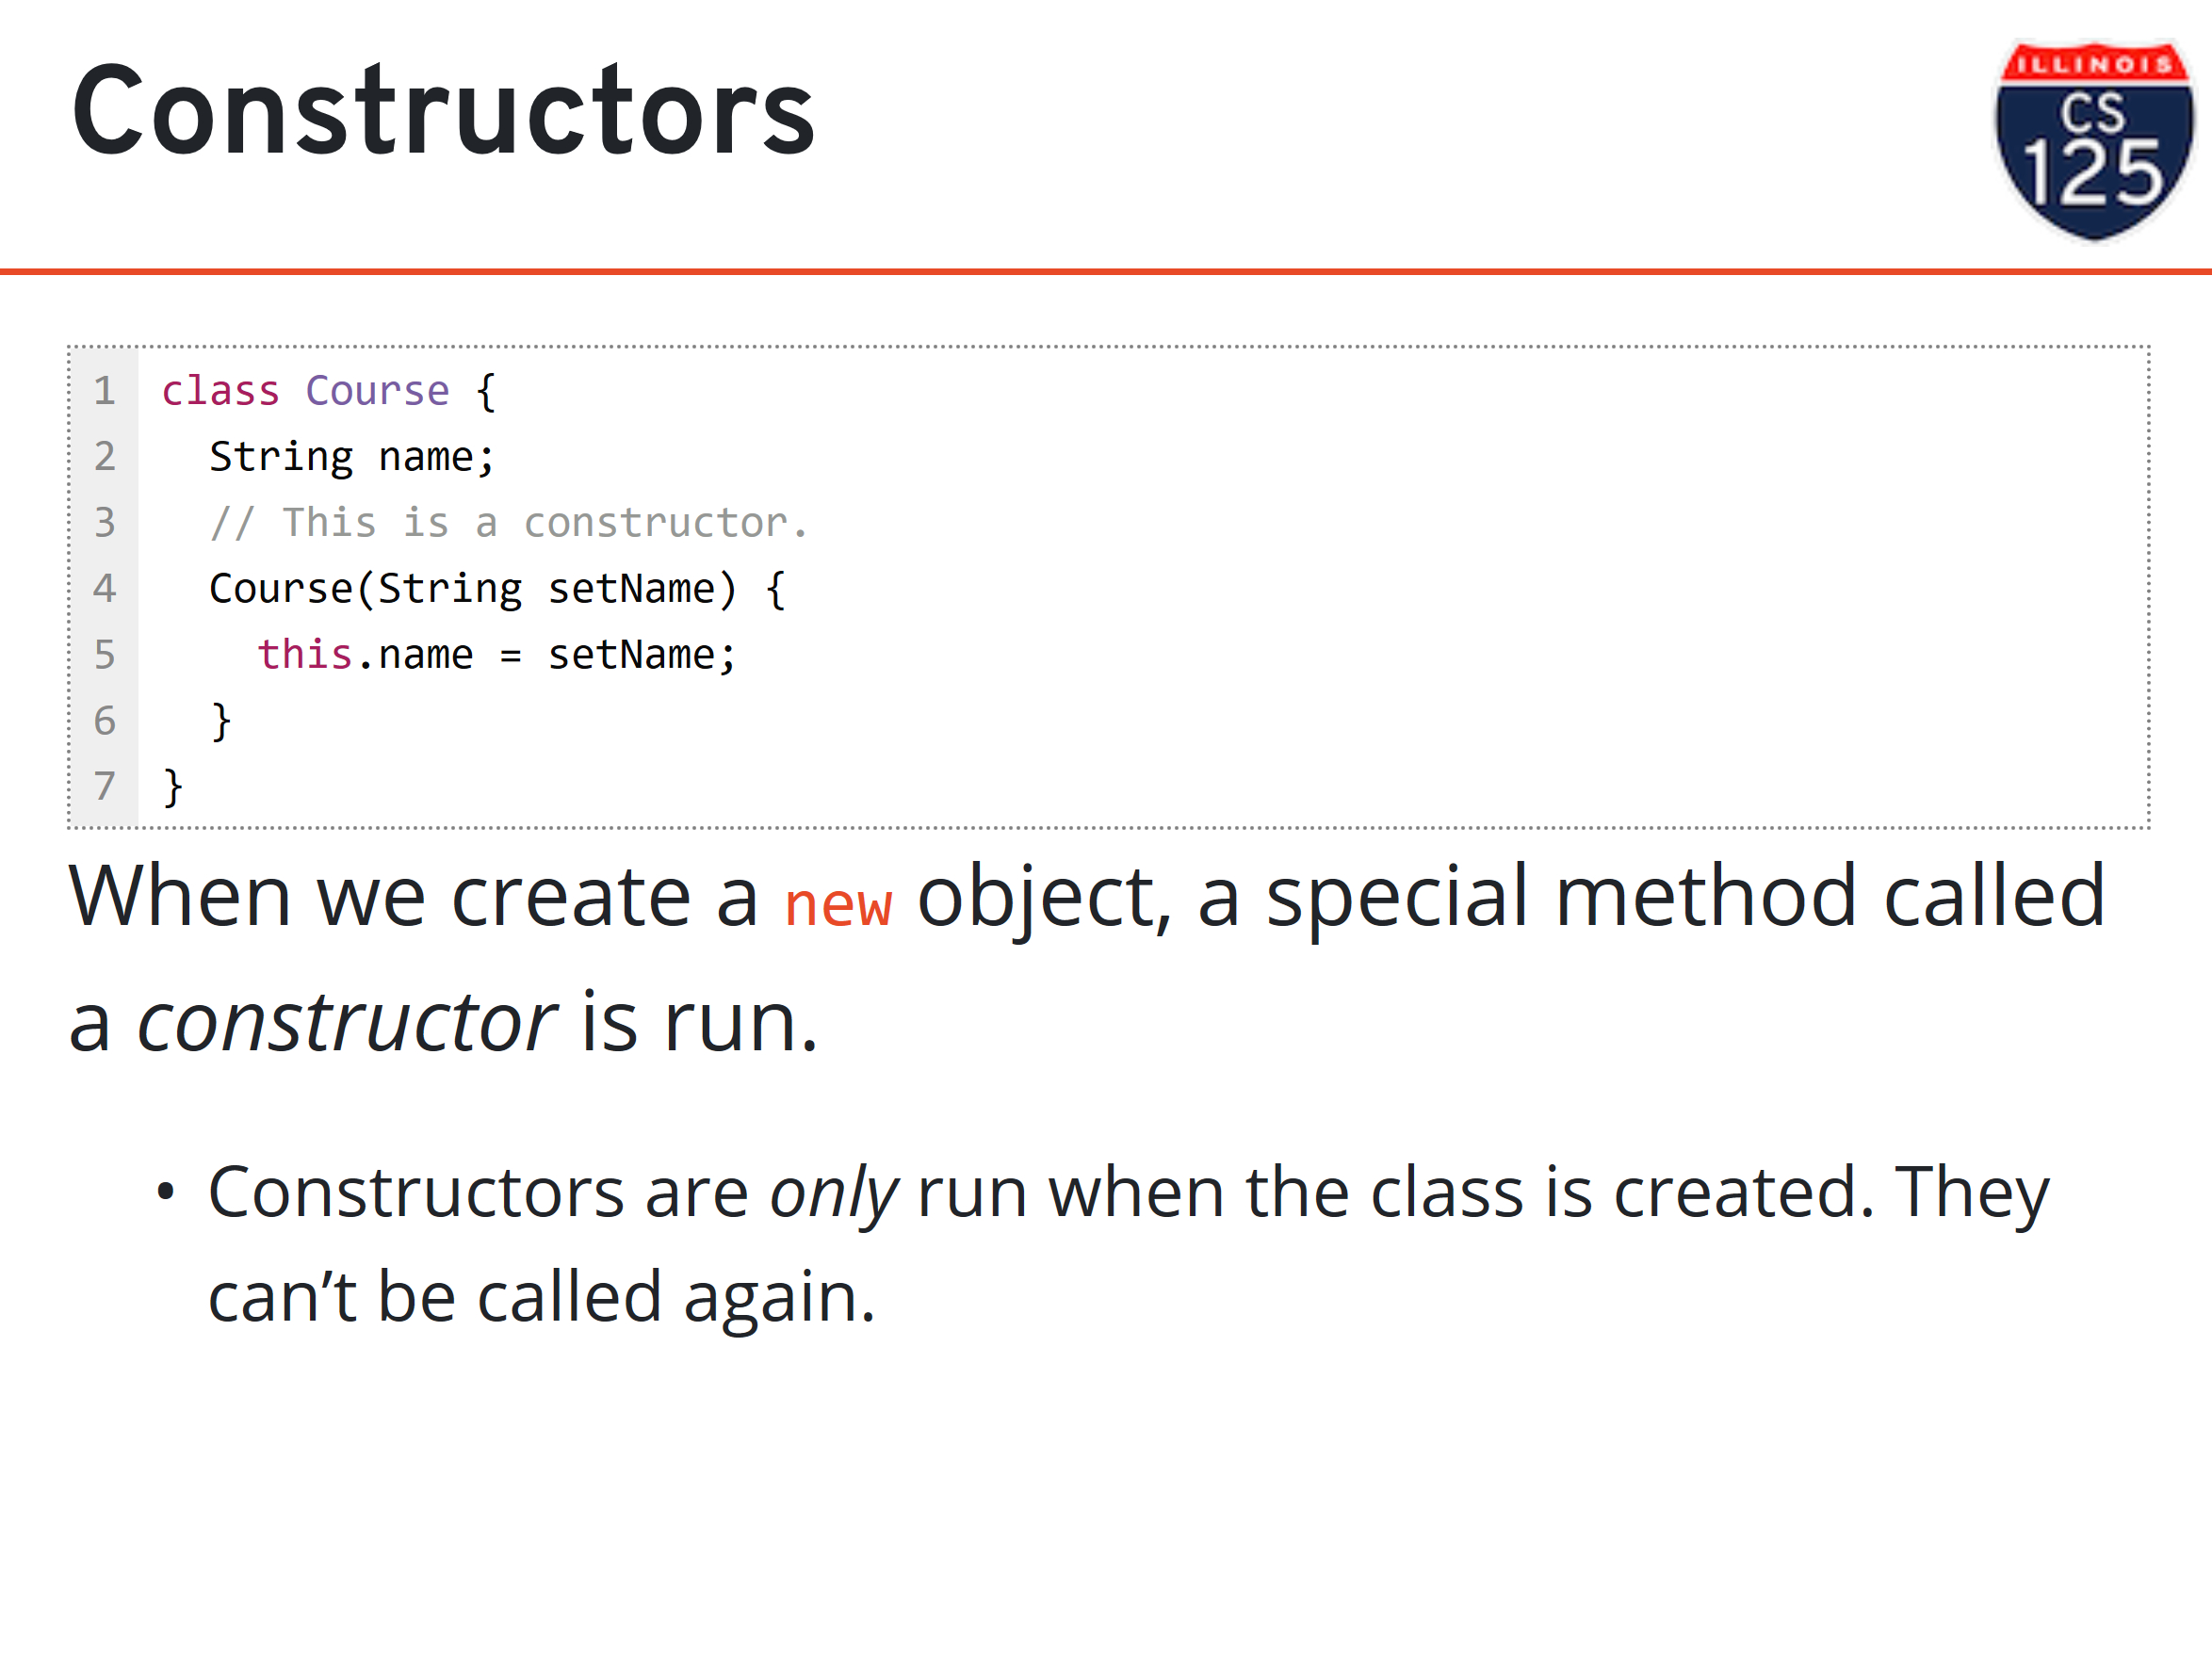 Constructors
ILLINOIS
CS
125
1 class Course {
2   String name;
3   // This is a constructor.
4   Course(String setName) {
5     this.name = setName;
6   }
7 }
When we create a new object, a special method called
a constructor is run.
• Constructors are only run when the class is created. They
can’t be called again.